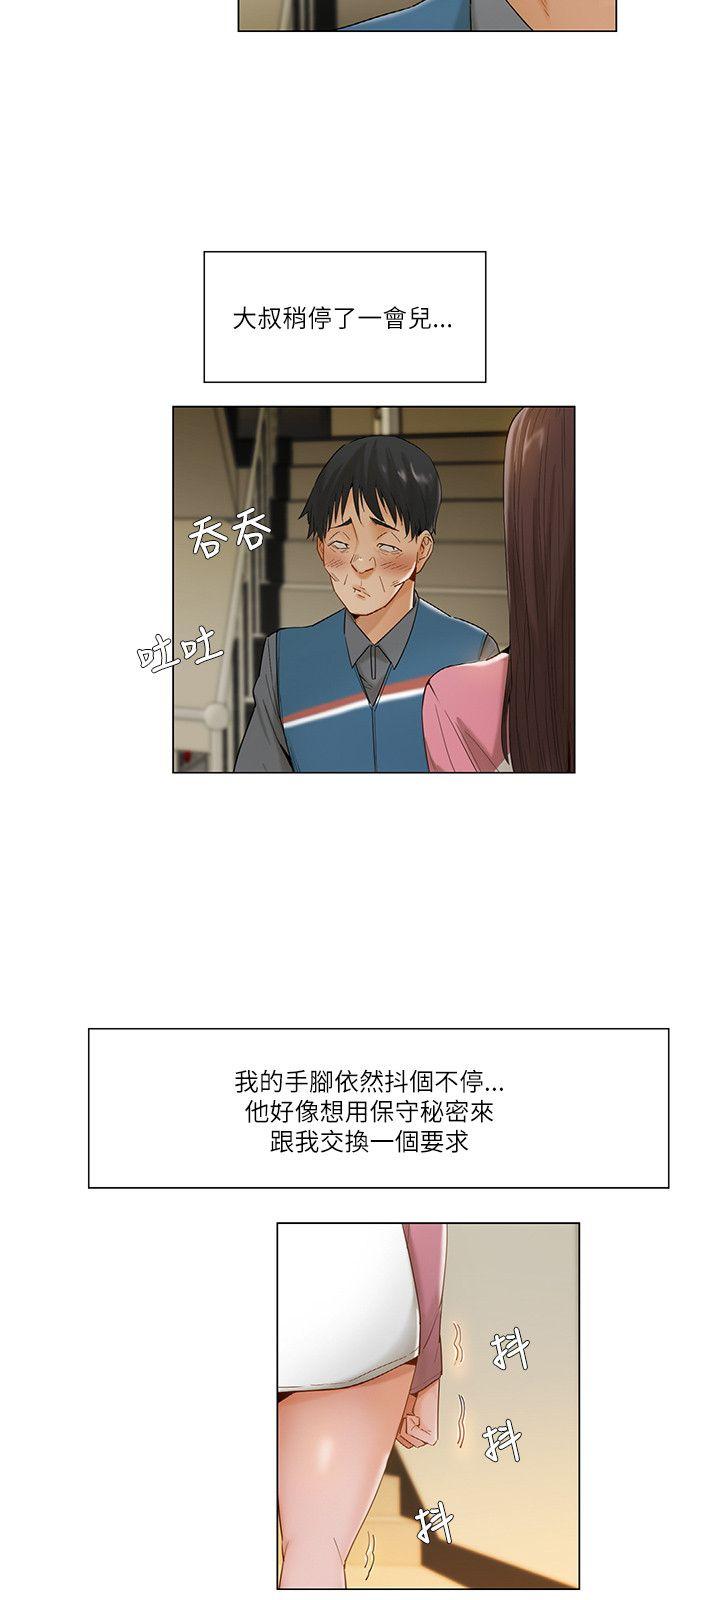 大叔稍停了一會兒...
吞吞
吐吐
我的手腳依然抖個不停...
他好像想用保守秘密來
跟我交換一個要求
抖
抖
抖